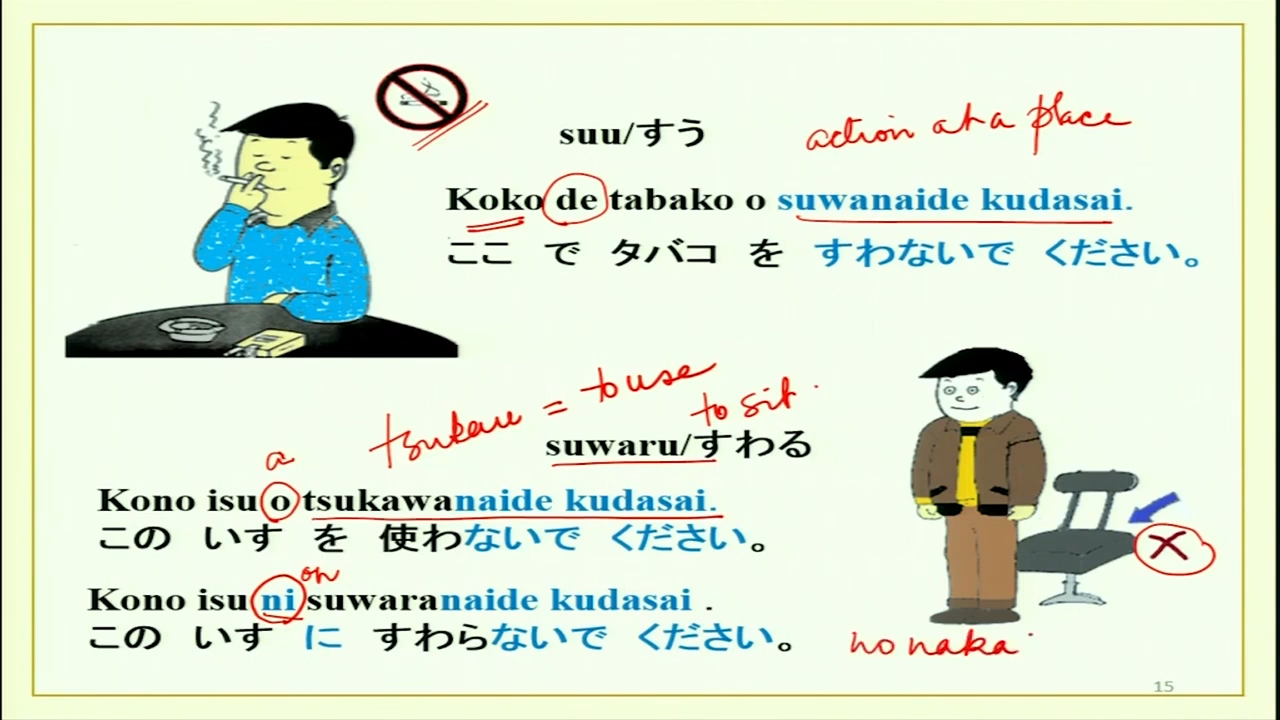 suu/すう
action at a place
Koko de tabako o suwanaide kudasai.
ここ で タバコ を すわないで ください。
tsukau = to use
to sit.
suwaru/すわる
a
Kono isu o tsukawanaide kudasai.
この いす を 使わないで ください。
on
Kono isu ni suwaranaide kudasai .
この いす に すわらないで ください。
no naka
15